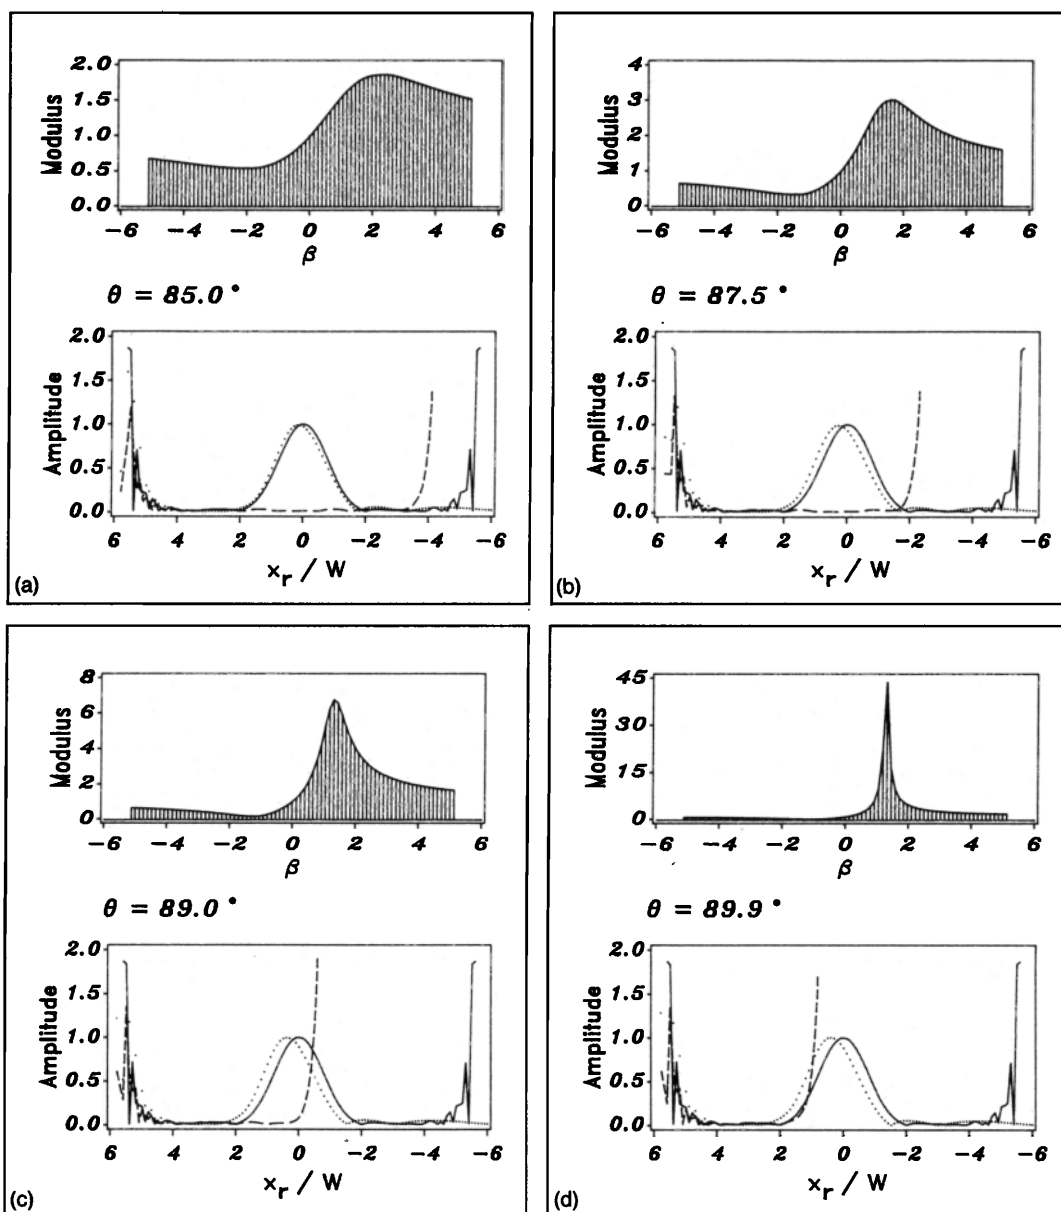 2.0
1.5
1.0
0.5
0.0
Modulus
−6 −4 −2 0 2 4 6
β
θ = 85.0 °
2.0
1.5
1.0
0.5
0.0
Amplitude
6 4 2 0 −2 −4 −6
x_r / W
(a)
4
3
2
1
0
Modulus
−6 −4 −2 0 2 4 6
β
θ = 87.5 °
2.0
1.5
1.0
0.5
0.0
Amplitude
6 4 2 0 −2 −4 −6
x_r / W
(b)
8
6
4
2
0
Modulus
−6 −4 −2 0 2 4 6
β
θ = 89.0 °
2.0
1.5
1.0
0.5
0.0
Amplitude
6 4 2 0 −2 −4 −6
x_r / W
(c)
45
30
15
0
Modulus
−6 −4 −2 0 2 4 6
β
θ = 89.9 °
2.0
1.5
1.0
0.5
0.0
Amplitude
6 4 2 0 −2 −4 −6
x_r / W
(d)